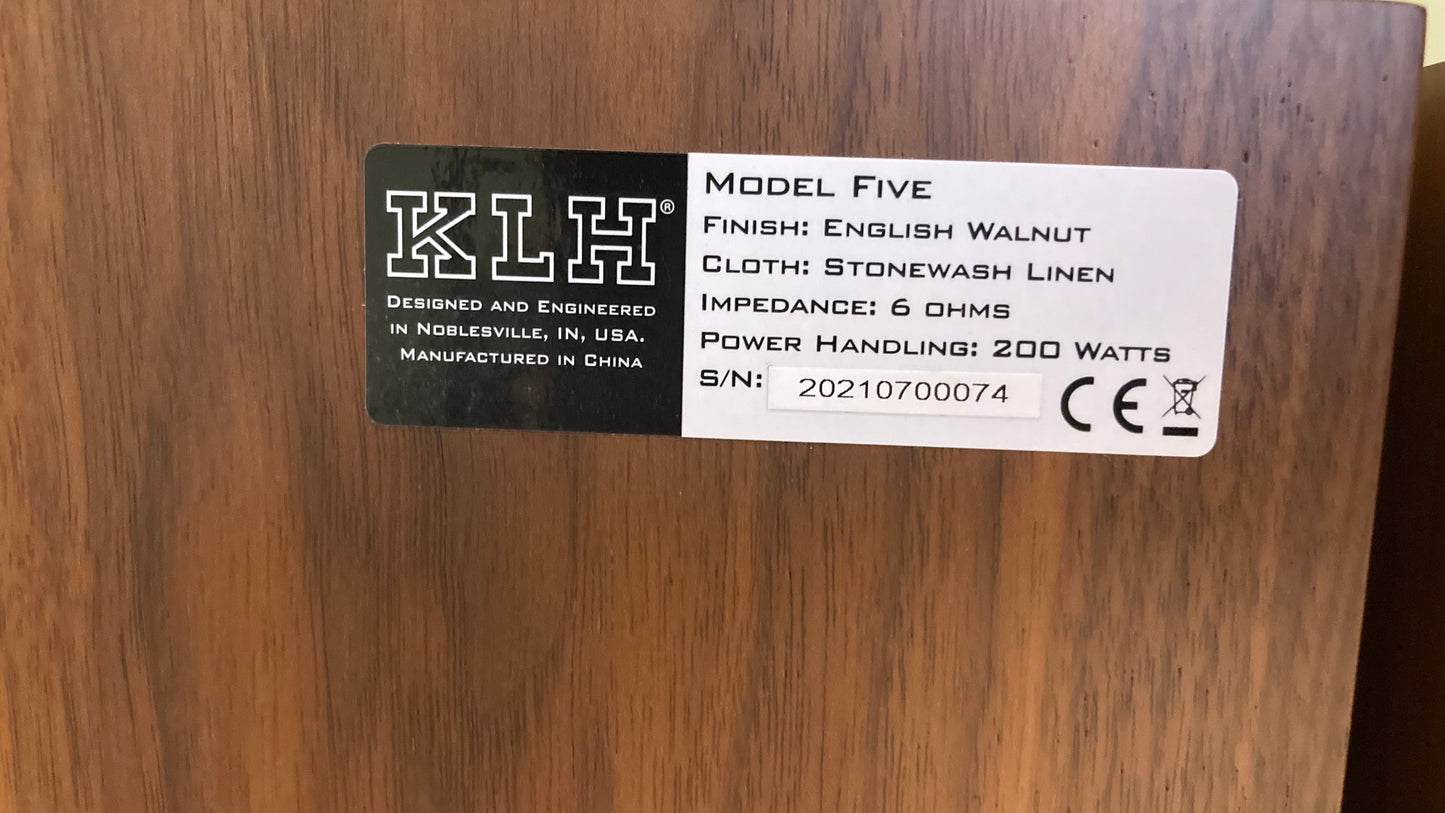 KLH®
Designed and Engineered
in Noblesville, IN, USA.
Manufactured in China
Model Five
Finish: English Walnut
Cloth: Stonewash Linen
Impedance: 6 ohms
Power Handling: 200 Watts
S/N: 20210700074
CE